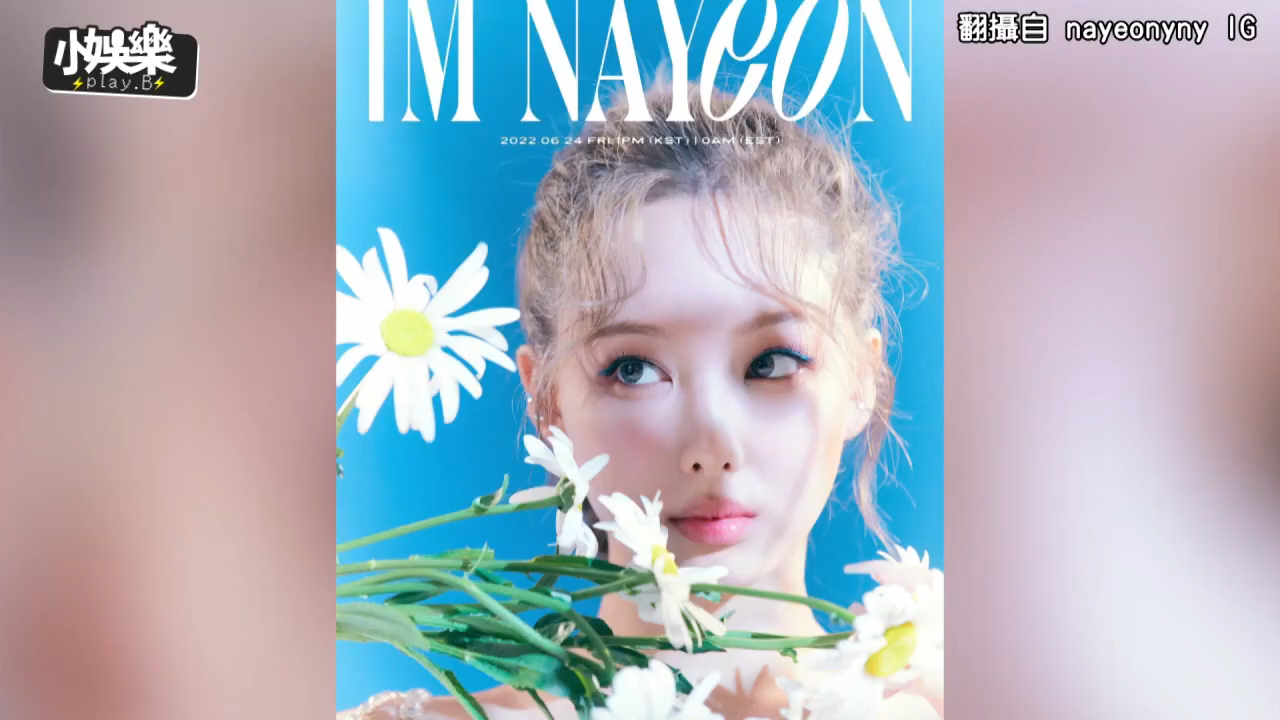 小娛樂
play.B
翻攝自 nayeonyny IG
IM NAYEON
2022.06.24 FRI 1PM (KST) | 0AM (EST)